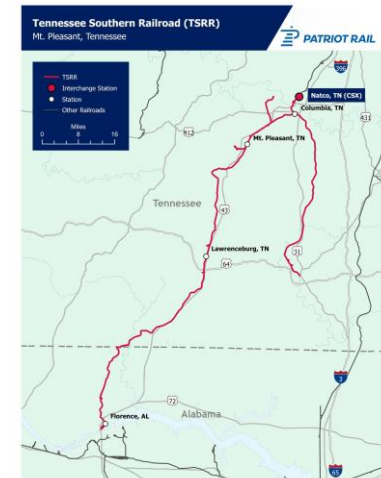 Tennessee Southern Railroad (TSRR)
Mt. Pleasant, Tennessee
PATRIOT RAIL
TSRR
Interchange Station
Station
Other Railroads
Miles
0 8 16
396
Natco, TN (CSX)
Columbia, TN
431
412
Mt. Pleasant, TN
Tennessee
43
31
Lawrenceburg, TN
64
3
72
Alabama
Florence, AL
65